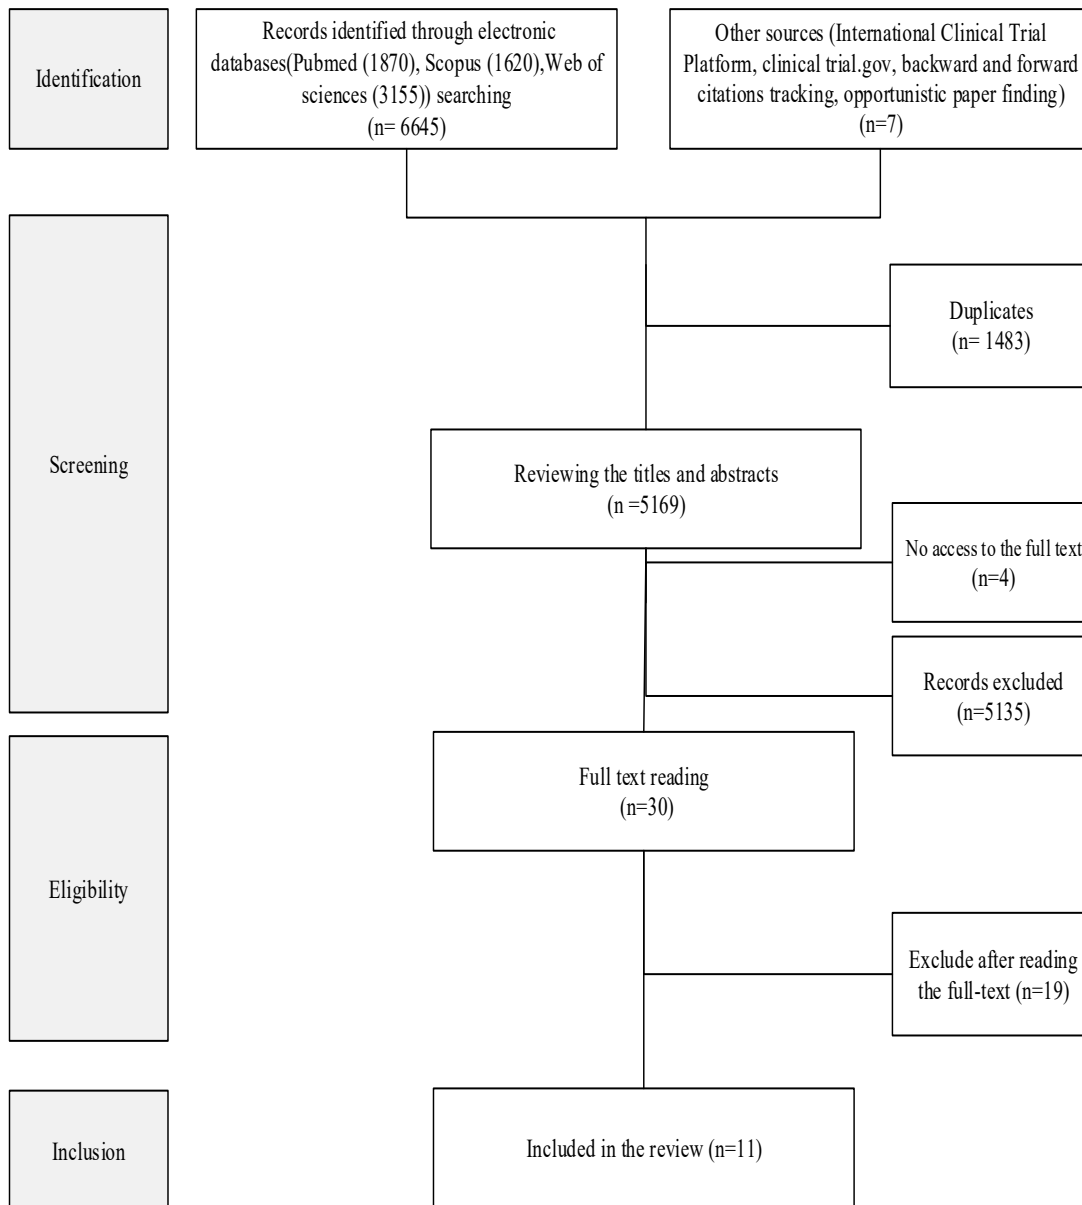 Identification
Records identified through electronic
databases(Pubmed (1870), Scopus (1620),Web of
sciences (3155)) searching
(n= 6645)
Other sources (International Clinical Trial
Platform, clinical trial.gov, backward and forward
citations tracking, opportunistic paper finding)
(n=7)
Screening
Duplicates
(n= 1483)
Reviewing the titles and abstracts
(n =5169)
No access to the full text
(n=4)
Records excluded
(n=5135)
Full text reading
(n=30)
Eligibility
Exclude after reading
the full-text (n=19)
Inclusion
Included in the review (n=11)